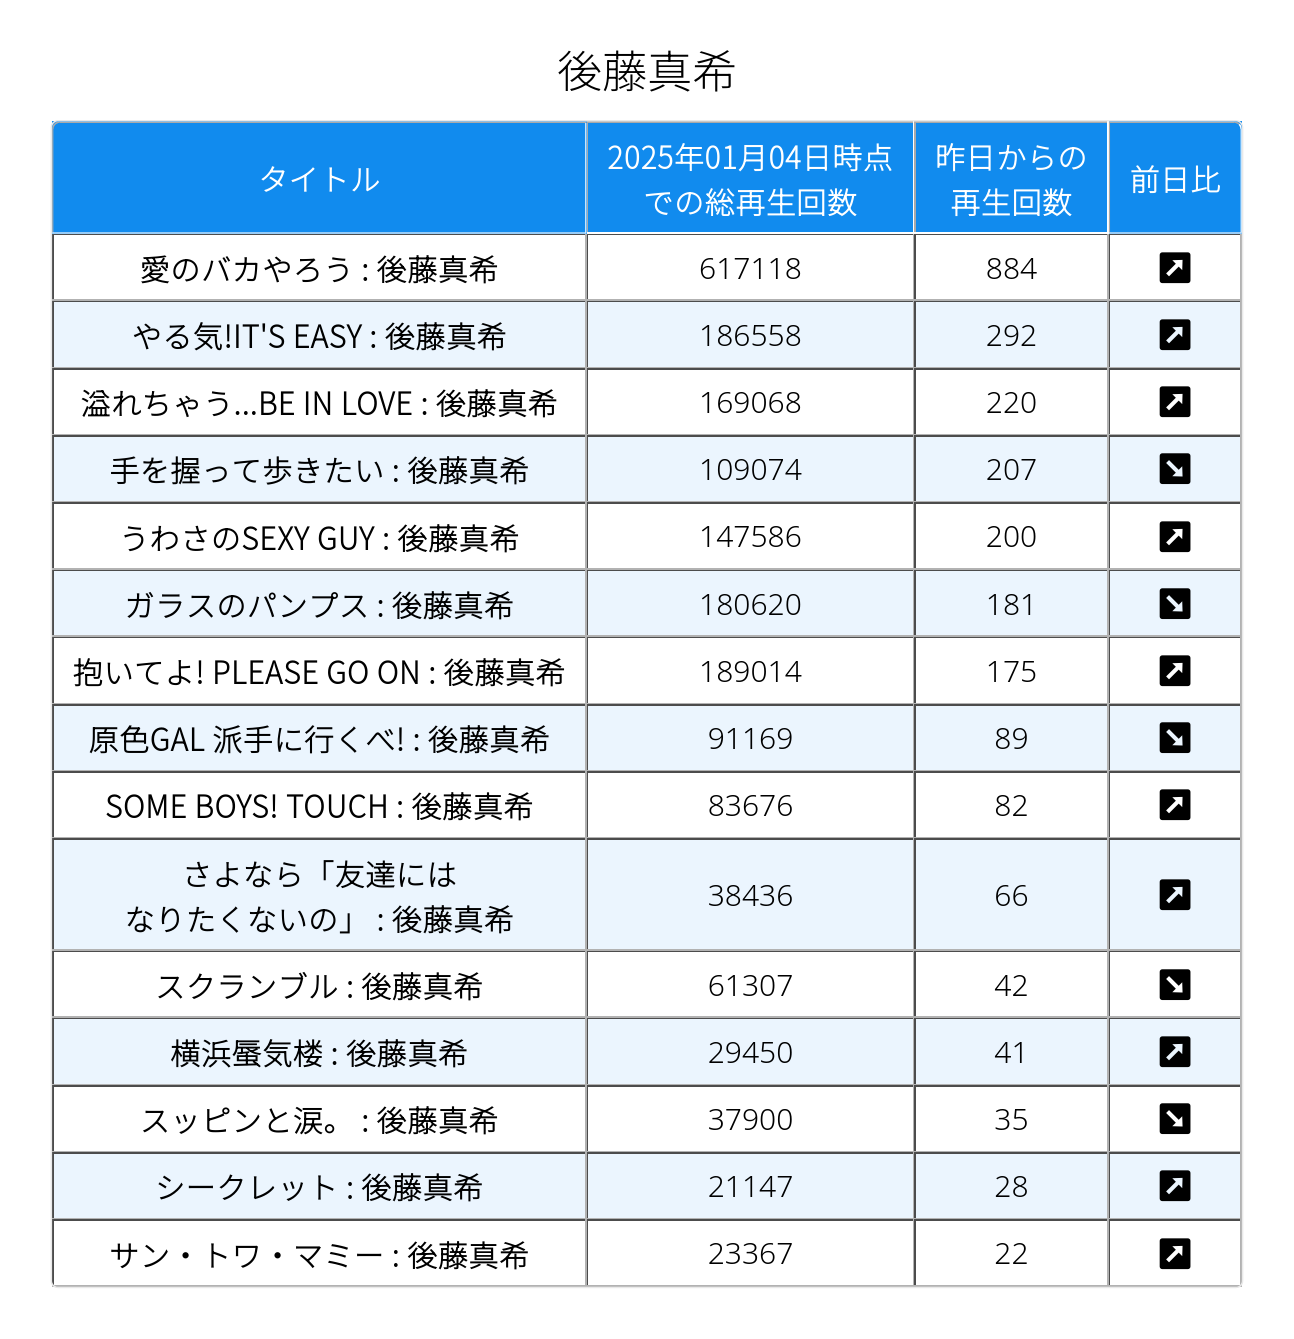 後藤真希
タイトル
2025年01月04日時点
での総再生回数
昨日からの
再生回数
前日比
愛のバカやろう : 後藤真希 617118 884 ↗
やる気!IT'S EASY : 後藤真希 186558 292 ↗
溢れちゃう...BE IN LOVE : 後藤真希 169068 220 ↗
手を握って歩きたい : 後藤真希 109074 207 ↘
うわさのSEXY GUY : 後藤真希 147586 200 ↗
ガラスのパンプス : 後藤真希 180620 181 ↘
抱いてよ! PLEASE GO ON : 後藤真希 189014 175 ↗
原色GAL 派手に行くべ! : 後藤真希 91169 89 ↘
SOME BOYS! TOUCH : 後藤真希 83676 82 ↗
さよなら「友達には
なりたくないの」 : 後藤真希 38436 66 ↗
スクランブル : 後藤真希 61307 42 ↘
横浜蜃気楼 : 後藤真希 29450 41 ↗
スッピンと涙。 : 後藤真希 37900 35 ↘
シークレット : 後藤真希 21147 28 ↗
サン・トワ・マミー : 後藤真希 23367 22 ↗